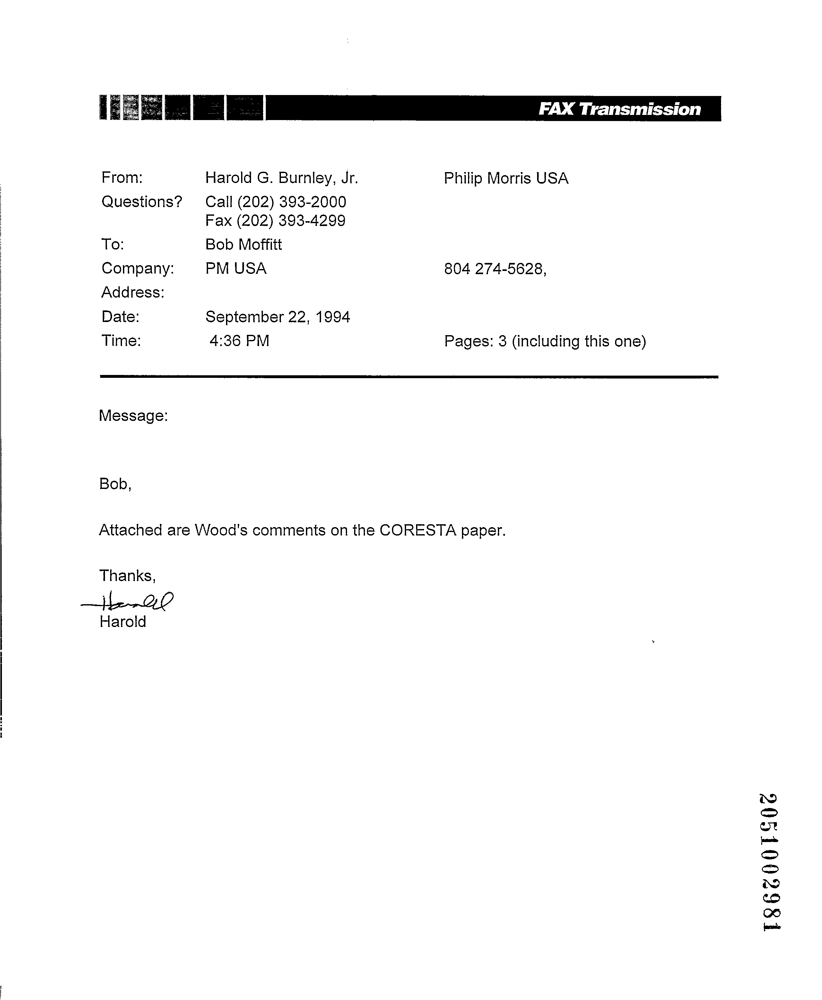 FAX Transmission
From: Harold G. Burnley, Jr. Philip Morris USA
Questions? Call (202) 393-2000
Fax (202) 393-4299
To: Bob Moffitt
Company: PM USA 804 274-5628,
Address:
Date: September 22, 1994
Time: 4:36 PM Pages: 3 (including this one)
Message:
Bob,
Attached are Wood's comments on the CORESTA paper.
Thanks,
Harold
Harold
2051002981